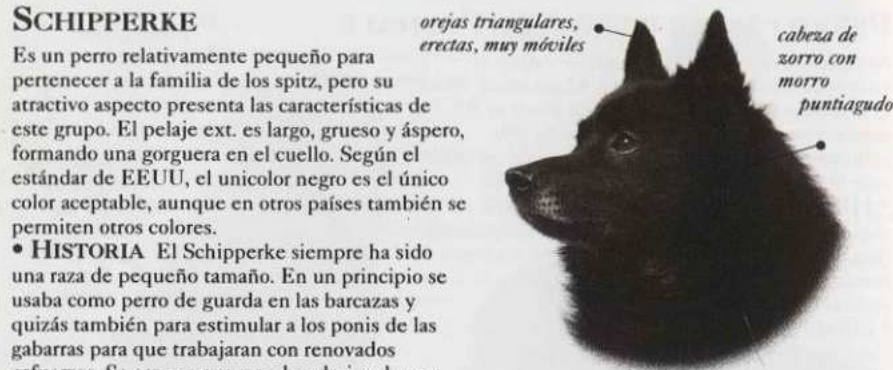 SCHIPPERKE
Es un perro relativamente pequeño para
pertenecer a la familia de los spitz, pero su
atractivo aspecto presenta las características de
este grupo. El pelaje ext. es largo, grueso y áspero,
formando una gorguera en el cuello. Según el
estándar de EEUU, el unicolor negro es el único
color aceptable, aunque en otros países también se
permiten otros colores.
• HISTORIA El Schipperke siempre ha sido
una raza de pequeño tamaño. En un principio se
usaba como perro de guarda en las barcazas y
quizás también para estimular a los ponis de las
gabarras para que trabajaran con renovados
orejas triangulares,
erectas, muy móviles
cabeza de
zorro con
morro
puntiagudo